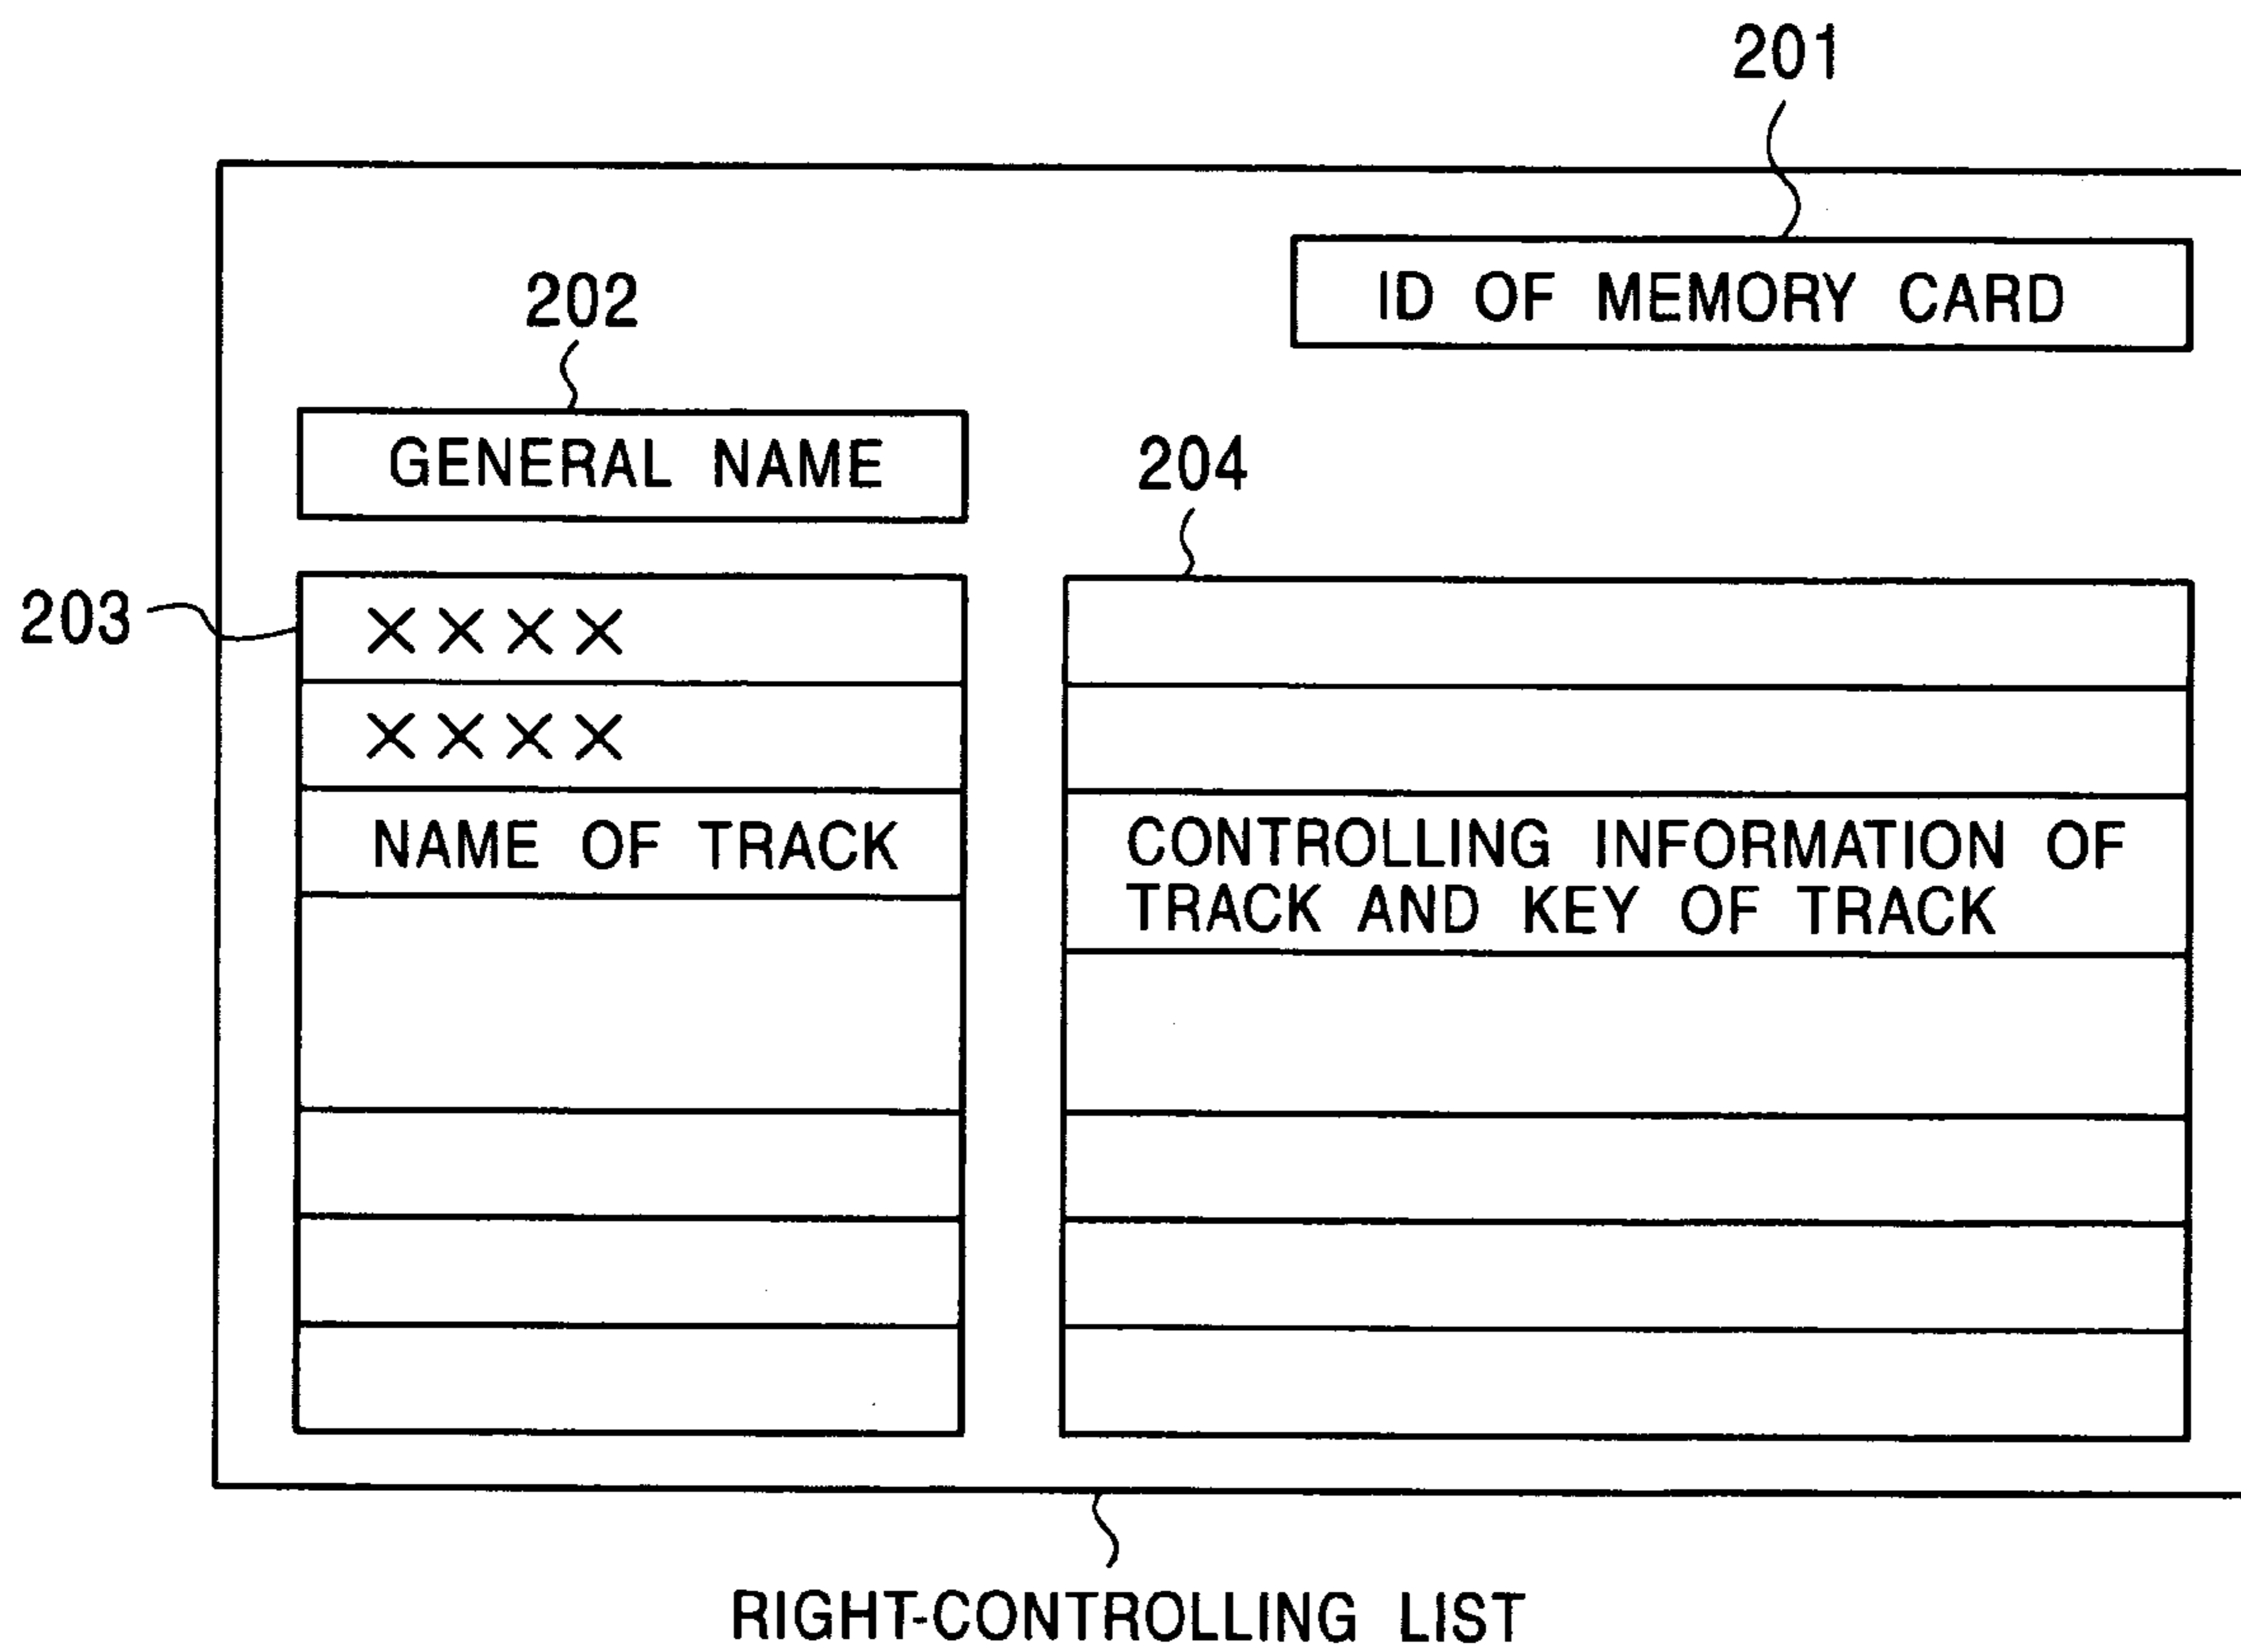 201
ID OF MEMORY CARD
202
GENERAL NAME
204
203
××××
××××
NAME OF TRACK
CONTROLLING INFORMATION OF
TRACK AND KEY OF TRACK
RIGHT-CONTROLLING LIST